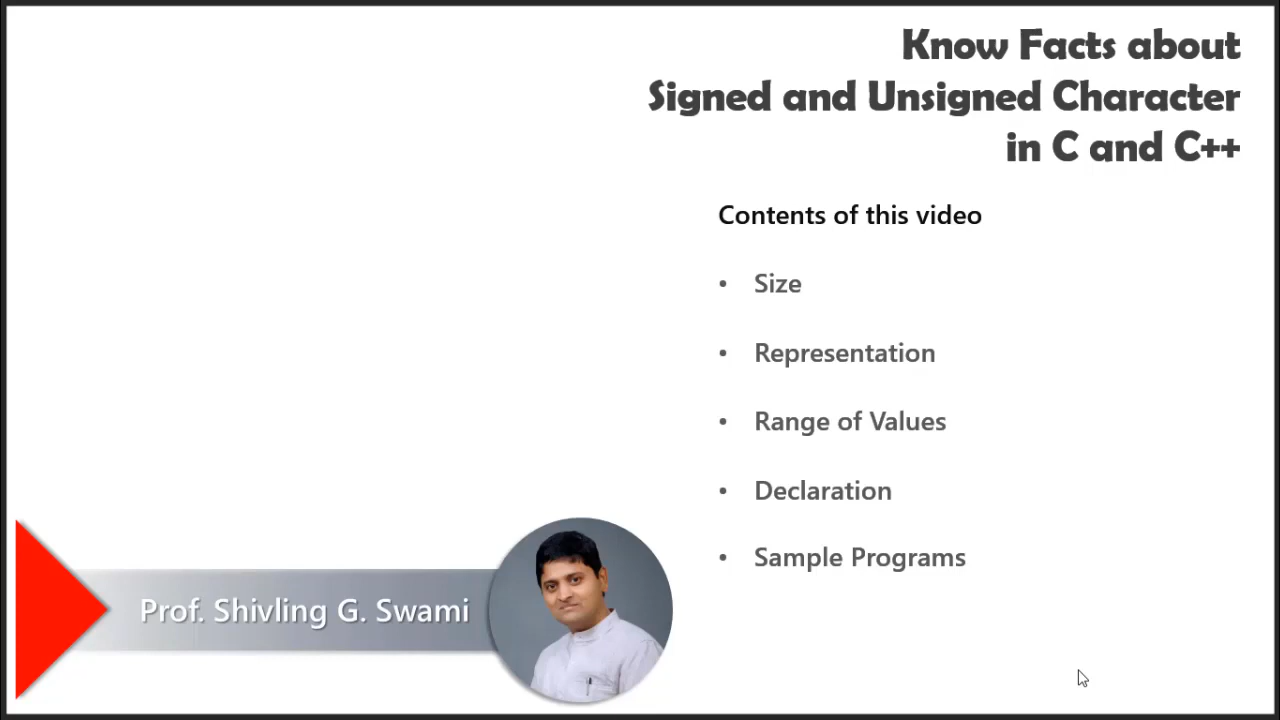 Know Facts about
Signed and Unsigned Character
in C and C++
Contents of this video
• Size
• Representation
• Range of Values
• Declaration
• Sample Programs
Prof. Shivling G. Swami